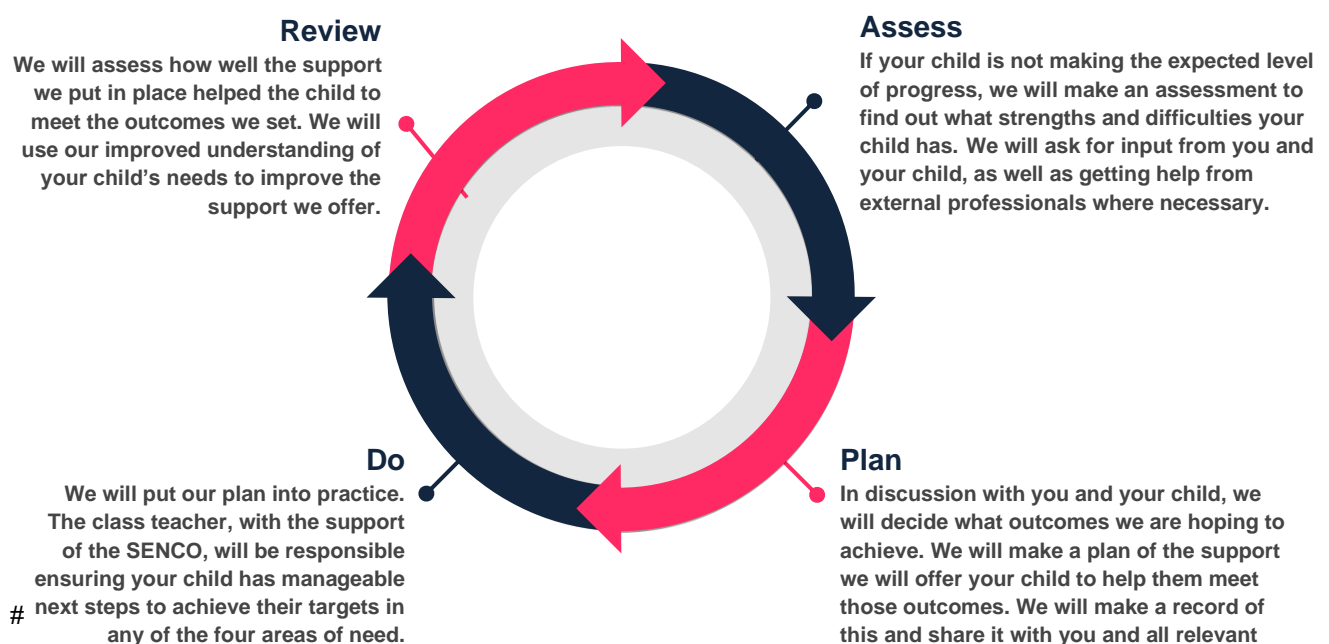 Review
We will assess how well the support
we put in place helped the child to
meet the outcomes we set. We will
use our improved understanding of
your child’s needs to improve the
support we offer.
Assess
If your child is not making the expected level
of progress, we will make an assessment to
find out what strengths and difficulties your
child has. We will ask for input from you and
your child, as well as getting help from
external professionals where necessary.
Do
We will put our plan into practice.
The class teacher, with the support
of the SENCO, will be responsible
ensuring your child has manageable
next steps to achieve their targets in
any of the four areas of need.
#
Plan
In discussion with you and your child, we
will decide what outcomes we are hoping to
achieve. We will make a plan of the support
we will offer your child to help them meet
those outcomes. We will make a record of
this and share it with you and all relevant